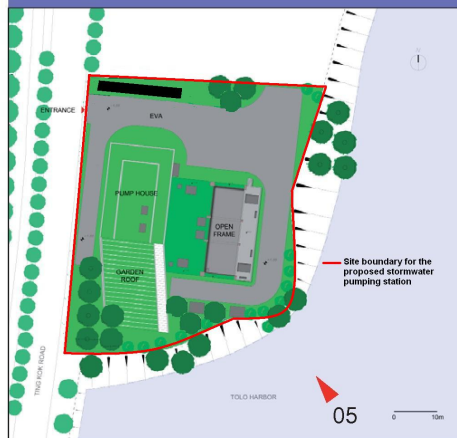 ENTRANCE
EVA
PUMP HOUSE
OPEN
FRAME
GARDEN
ROOF
Site boundary for the
proposed stormwater
pumping station
TING KOK ROAD
TOLO HARBOR
05
0
10m